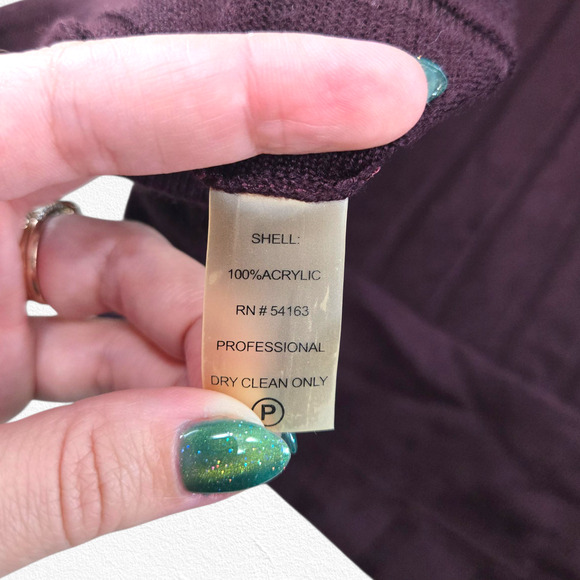 SHELL:
100%ACRYLIC
RN # 54163
PROFESSIONAL
DRY CLEAN ONLY
P